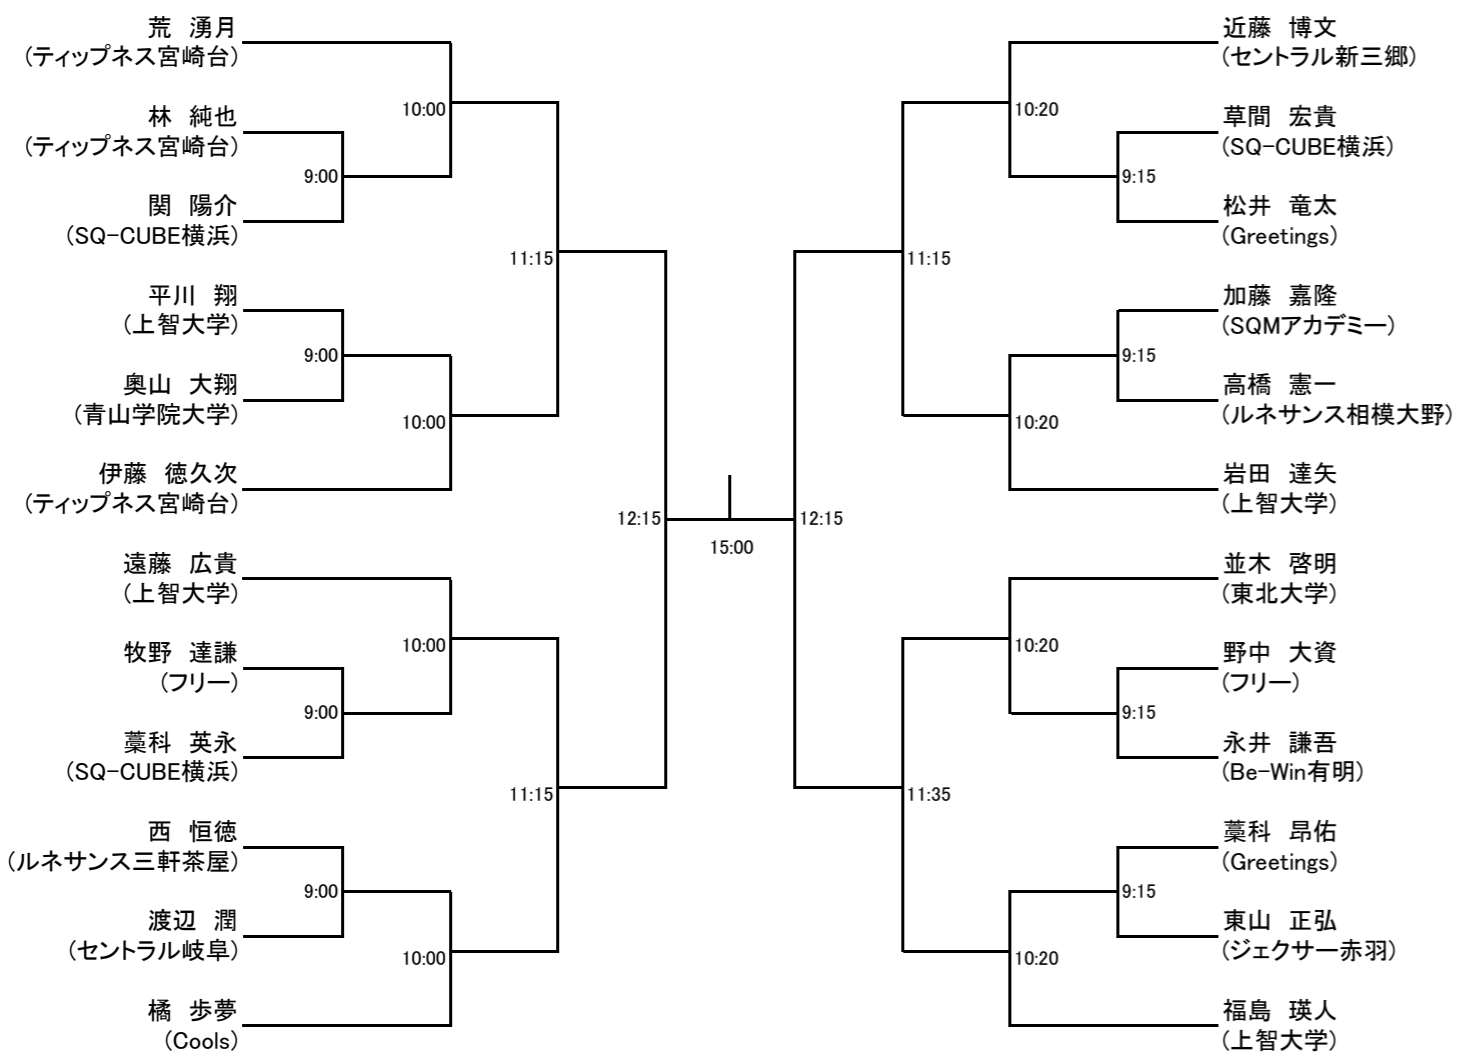 荒　湧月
(ティップネス宮崎台)
林　純也
(ティップネス宮崎台)
関　陽介
(SQ-CUBE横浜)
平川　翔
(上智大学)
奥山　大翔
(青山学院大学)
伊藤　徳久次
(ティップネス宮崎台)
遠藤　広貴
(上智大学)
牧野　達謙
(フリー)
藁科　英永
(SQ-CUBE横浜)
西　恒徳
(ルネサンス三軒茶屋)
渡辺　潤
(セントラル岐阜)
橘　歩夢
(Cools)
9:00
9:00
9:00
9:00
10:00
10:00
10:00
10:00
11:15
11:15
12:15
15:00
12:15
11:15
11:35
10:20
10:20
10:20
10:20
9:15
9:15
9:15
9:15
近藤　博文
(セントラル新三郷)
草間　宏貴
(SQ-CUBE横浜)
松井　竜太
(Greetings)
加藤　嘉隆
(SQMアカデミー)
高橋　憲一
(ルネサンス相模大野)
岩田　達矢
(上智大学)
並木　啓明
(東北大学)
野中　大資
(フリー)
永井　謙吾
(Be-Win有明)
藁科　昂佑
(Greetings)
東山　正弘
(ジェクサー赤羽)
福島　瑛人
(上智大学)